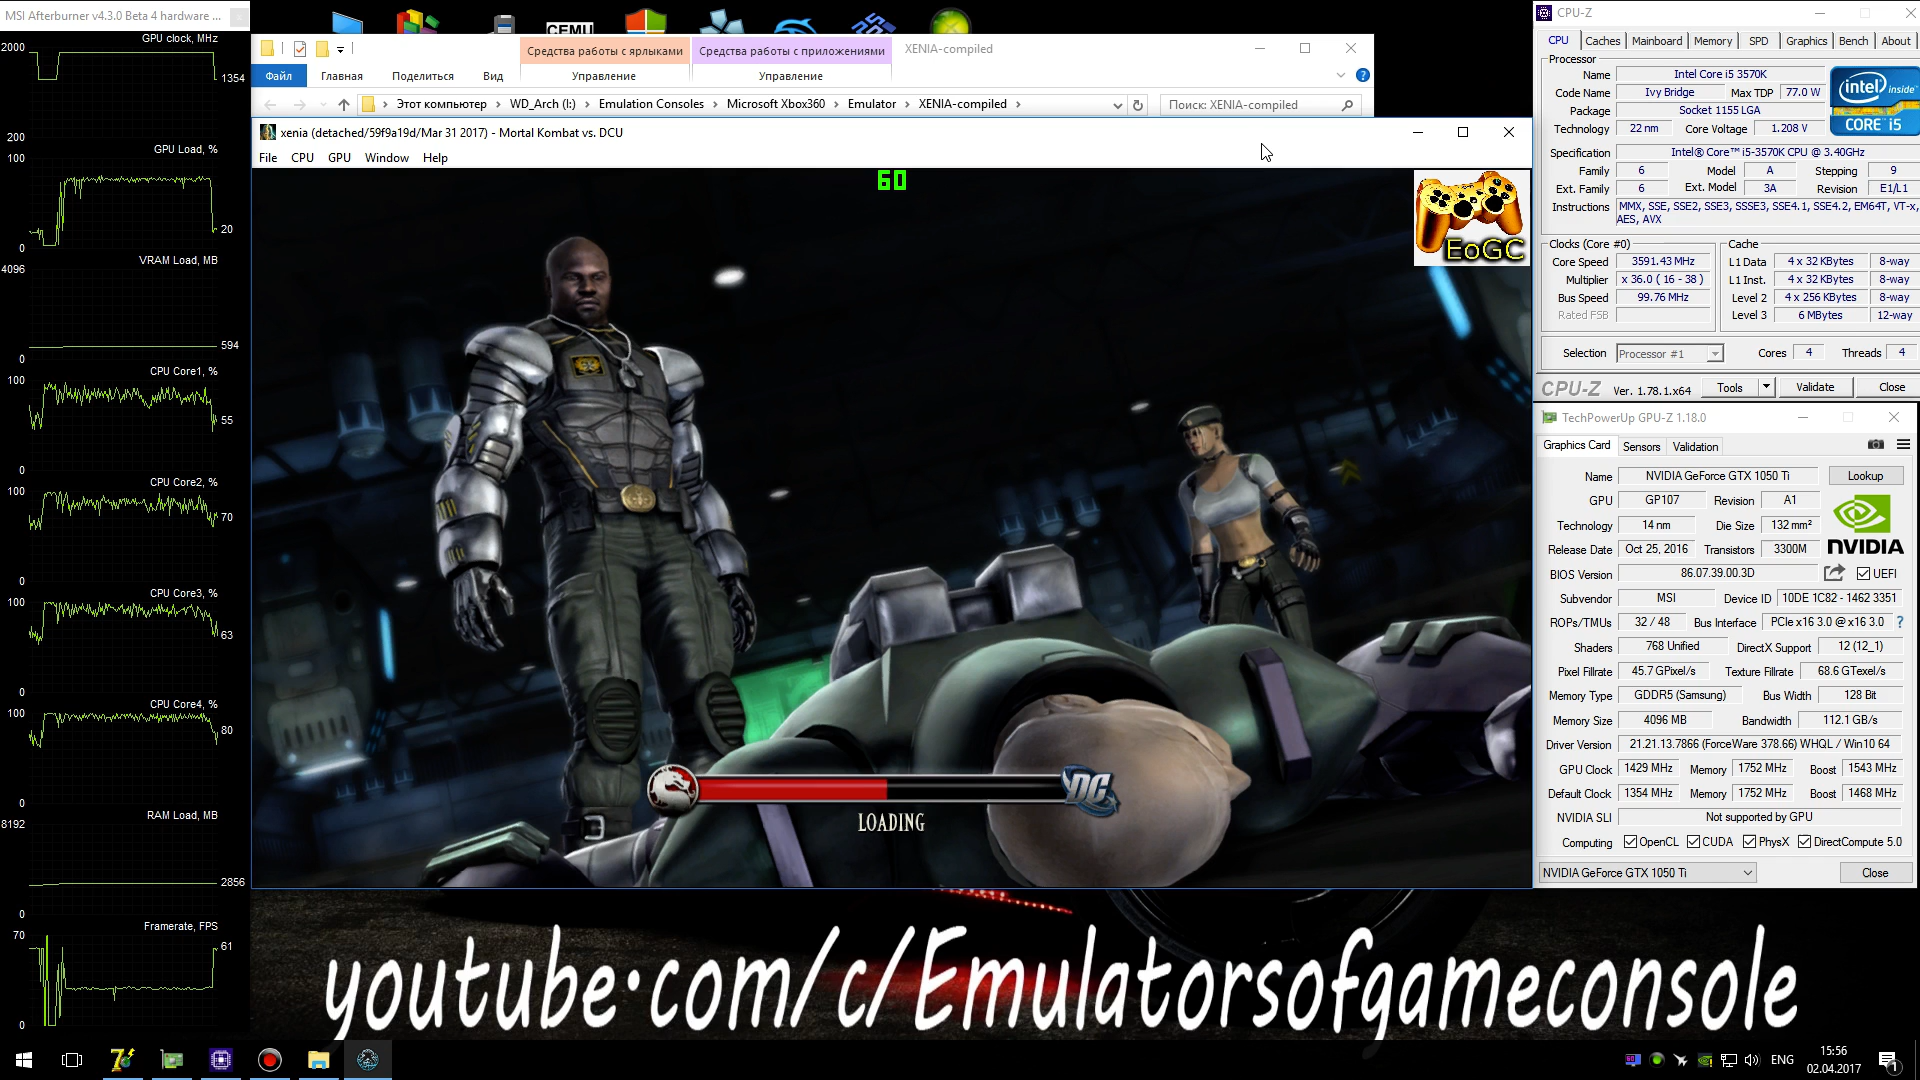 MSI Afterburner v4.3.0 Beta 4 hardware ...
GPU clock, MHz
2000
1354
200
GPU Load, %
100
20
0
VRAM Load, MB
4096
594
0
CPU Core1, %
100
55
0
CPU Core2, %
100
70
0
CPU Core3, %
100
63
0
CPU Core4, %
100
80
0
RAM Load, MB
8192
2856
0
Framerate, FPS
70
61
0
CEMU
Средства работы с ярлыками
Средства работы с приложениями
XENIA-compiled
Файл
Главная
Поделиться
Вид
Управление
Управление
Этот компьютер > WD_Arch (I:) > Emulation Consoles > Microsoft Xbox360 > Emulator > XENIA-compiled >
Поиск: XENIA-compiled
xenia (detached/59f9a19d/Mar 31 2017) - Mortal Kombat vs. DCU
File CPU GPU Window Help
60
EoGC
DC
LOADING
CPU-Z
CPU Caches Mainboard Memory SPD Graphics Bench About
Processor
Name Intel Core i5 3570K
Code Name Ivy Bridge Max TDP 77.0 W
Package Socket 1155 LGA
Technology 22 nm Core Voltage 1.208 V
intel inside™
CORE i5
Specification Intel® Core™ i5-3570K CPU @ 3.40GHz
Family 6 Model A Stepping 9
Ext. Family 6 Ext. Model 3A Revision E1/L1
Instructions MMX, SSE, SSE2, SSE3, SSSE3, SSE4.1, SSE4.2, EM64T, VT-x,
AES, AVX
Clocks (Core #0)
Core Speed 3591.43 MHz
Multiplier x 36.0 ( 16 - 38 )
Bus Speed 99.76 MHz
Rated FSB
Cache
L1 Data 4 x 32 KBytes 8-way
L1 Inst. 4 x 32 KBytes 8-way
Level 2 4 x 256 KBytes 8-way
Level 3 6 MBytes 12-way
Selection Processor #1 Cores 4 Threads 4
CPU-Z Ver. 1.78.1.x64 Tools Validate Close
TechPowerUp GPU-Z 1.18.0
Graphics Card Sensors Validation
Name NVIDIA GeForce GTX 1050 Ti Lookup
GPU GP107 Revision A1
Technology 14 nm Die Size 132 mm²
Release Date Oct 25, 2016 Transistors 3300M
NVIDIA
BIOS Version 86.07.39.00.3D UEFI
Subvendor MSI Device ID 10DE 1C82 - 1462 3351
ROPs/TMUs 32 / 48 Bus Interface PCIe x16 3.0 @ x16 3.0 ?
Shaders 768 Unified DirectX Support 12 (12_1)
Pixel Fillrate 45.7 GPixel/s Texture Fillrate 68.6 GTexel/s
Memory Type GDDR5 (Samsung) Bus Width 128 Bit
Memory Size 4096 MB Bandwidth 112.1 GB/s
Driver Version 21.21.13.7866 (ForceWare 378.66) WHQL / Win10 64
GPU Clock 1429 MHz Memory 1752 MHz Boost 1543 MHz
Default Clock 1354 MHz Memory 1752 MHz Boost 1468 MHz
NVIDIA SLI Not supported by GPU
Computing OpenCL CUDA PhysX DirectCompute 5.0
NVIDIA GeForce GTX 1050 Ti Close
youtube.com/c/Emulatorsofgameconsole
ENG
15:56
02.04.2017
1